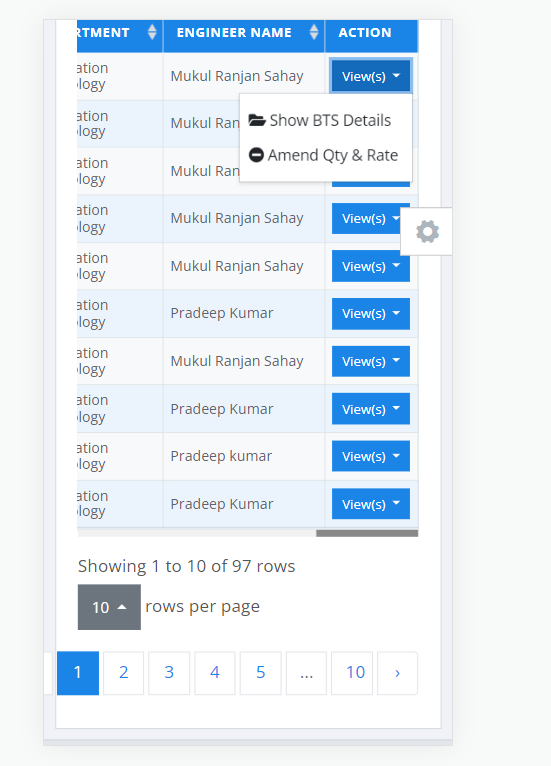 RTMENT ENGINEER NAME ACTION
ation
ology Mukul Ranjan Sahay View(s)
ation
ology Mukul Ran
Show BTS Details
ation
ology Mukul Ran
Amend Qty & Rate
ation
ology Mukul Ranjan Sahay View(s)
ation
ology Mukul Ranjan Sahay View(s)
ation
ology Pradeep Kumar View(s)
ation
ology Mukul Ranjan Sahay View(s)
ation
ology Pradeep Kumar View(s)
ation
ology Pradeep kumar View(s)
ation
ology Pradeep Kumar View(s)
Showing 1 to 10 of 97 rows
10 rows per page
1 2 3 4 5 ... 10 ›